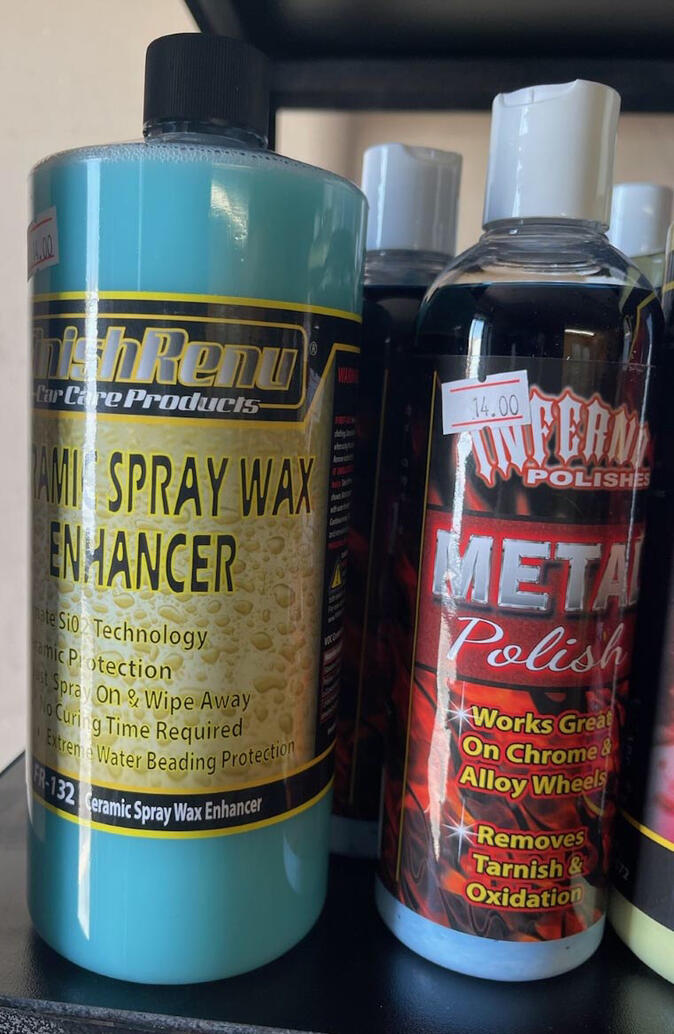 14.00
nishRenu®
Car Care Products
RAMIC SPRAY WAX
ENHANCER
mate SiO2 Technology
ramic Protection
Spray On & Wipe Away
No Curing Time Required
Extreme Water Beading Protection
FR-132 Ceramic Spray Wax Enhancer
14.00
INFERN
POLISHES
METAL
Polish
Works Great
On Chrome &
Alloy Wheels
Removes
Tarnish &
Oxidation